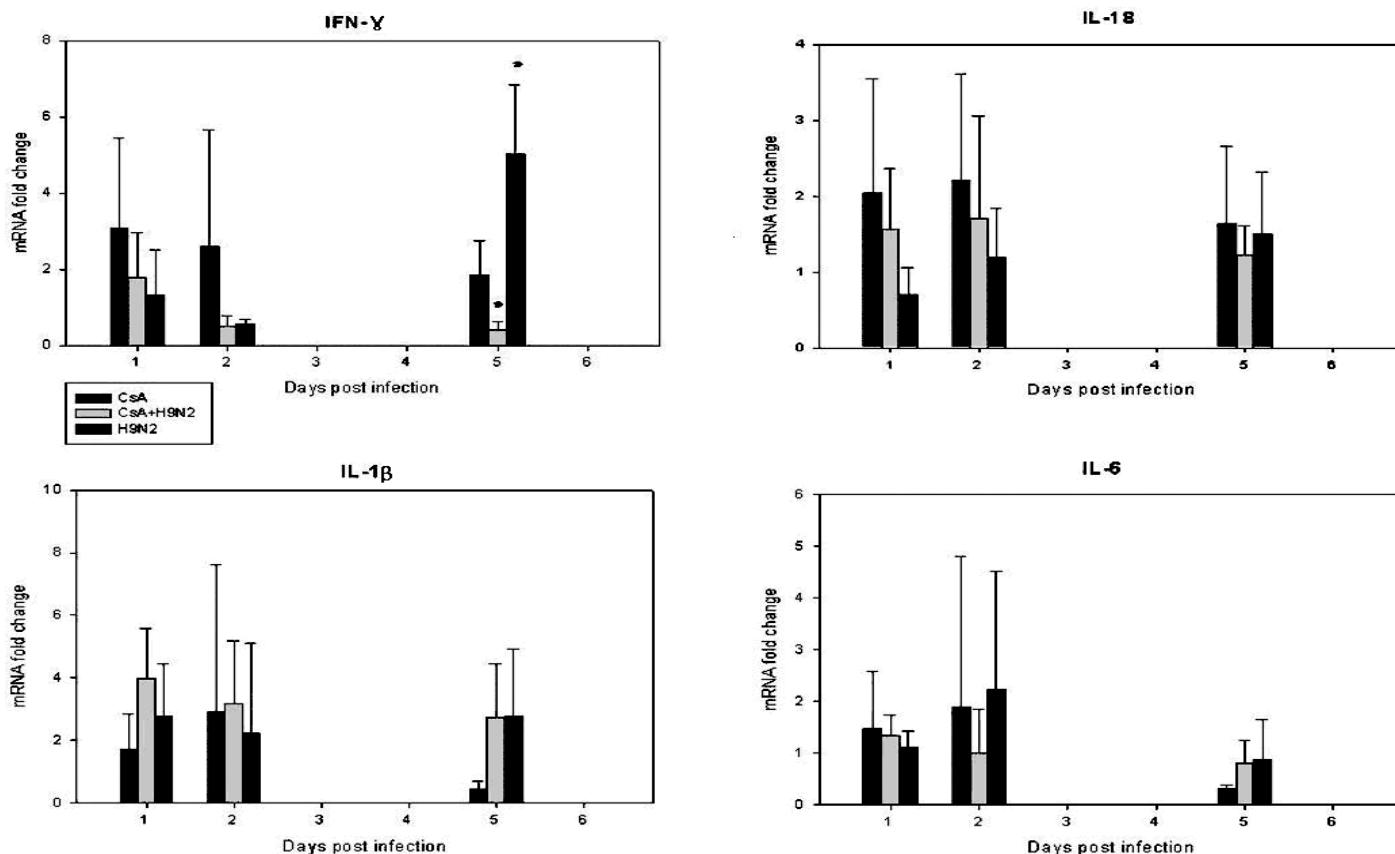 IFN-Ɣ
8
6
4
2
0
mRNA fold change
1 2 3 4 5 6
Days post infection
IL-18
4
3
2
1
0
mRNA fold change
1 2 3 4 5 6
Days post infection
CsA
CsA+H9N2
H9N2
IL-1β
10
8
6
4
2
0
mRNA fold change
1 2 3 4 5 6
Days post infection
IL-6
6
5
4
3
2
1
0
mRNA fold change
1 2 3 4 5 6
Days post infection